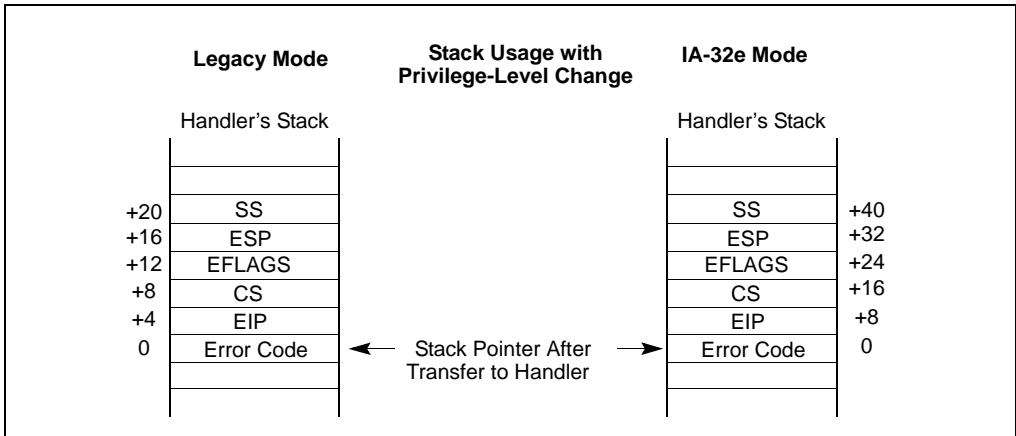 Legacy Mode
Stack Usage with
Privilege-Level Change
IA-32e Mode
Handler's Stack
Handler's Stack
+20 SS SS +40
+16 ESP ESP +32
+12 EFLAGS EFLAGS +24
+8 CS CS +16
+4 EIP EIP +8
0 Error Code Stack Pointer After Error Code 0
Transfer to Handler